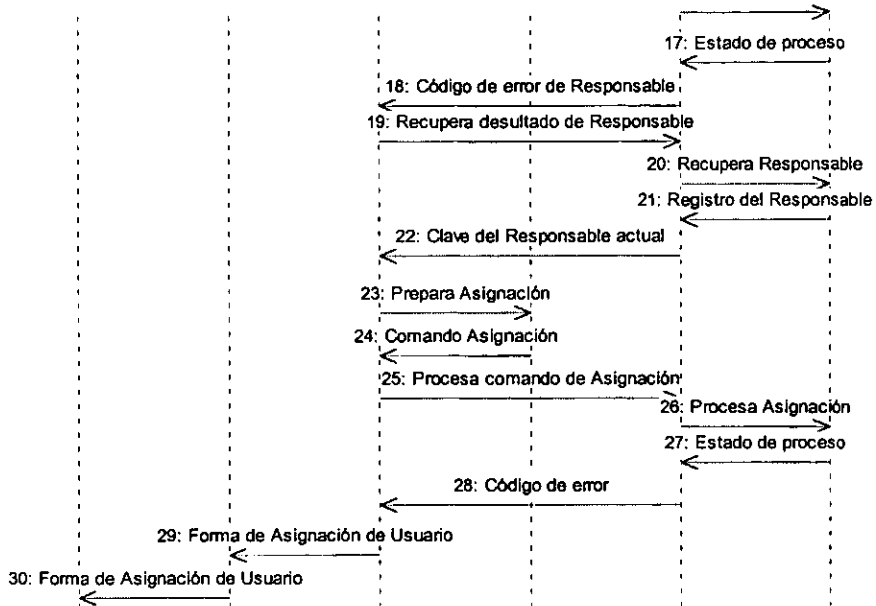 17: Estado de proceso
18: Código de error de Responsable
19: Recupera desultado de Responsable
20: Recupera Responsable
21: Registro del Responsable
22: Clave del Responsable actual
23: Prepara Asignación
24: Comando Asignación
25: Procesa comando de Asignación
26: Procesa Asignación
27: Estado de proceso
28: Código de error
29: Forma de Asignación de Usuario
30: Forma de Asignación de Usuario